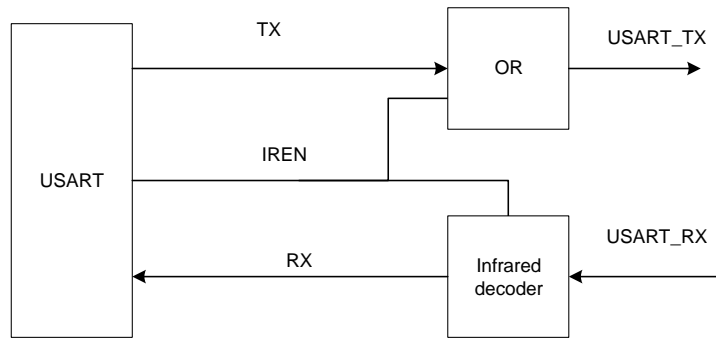 TX
USART_TX
OR
IREN
USART
USART_RX
RX
Infrared
decoder